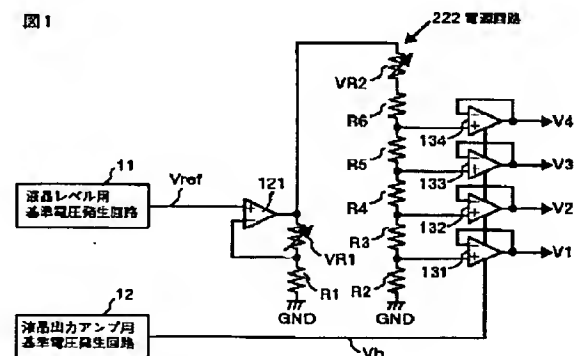 図1
222 電源回路
VR2
R6
134
V4
R5
133
V3
11
液晶レベル用
基準電圧発生回路
Vref
121
R4
132
V2
VR1
R3
131
V1
R1
R2
GND
GND
12
液晶出力アンプ用
基準電圧発生回路
Vb